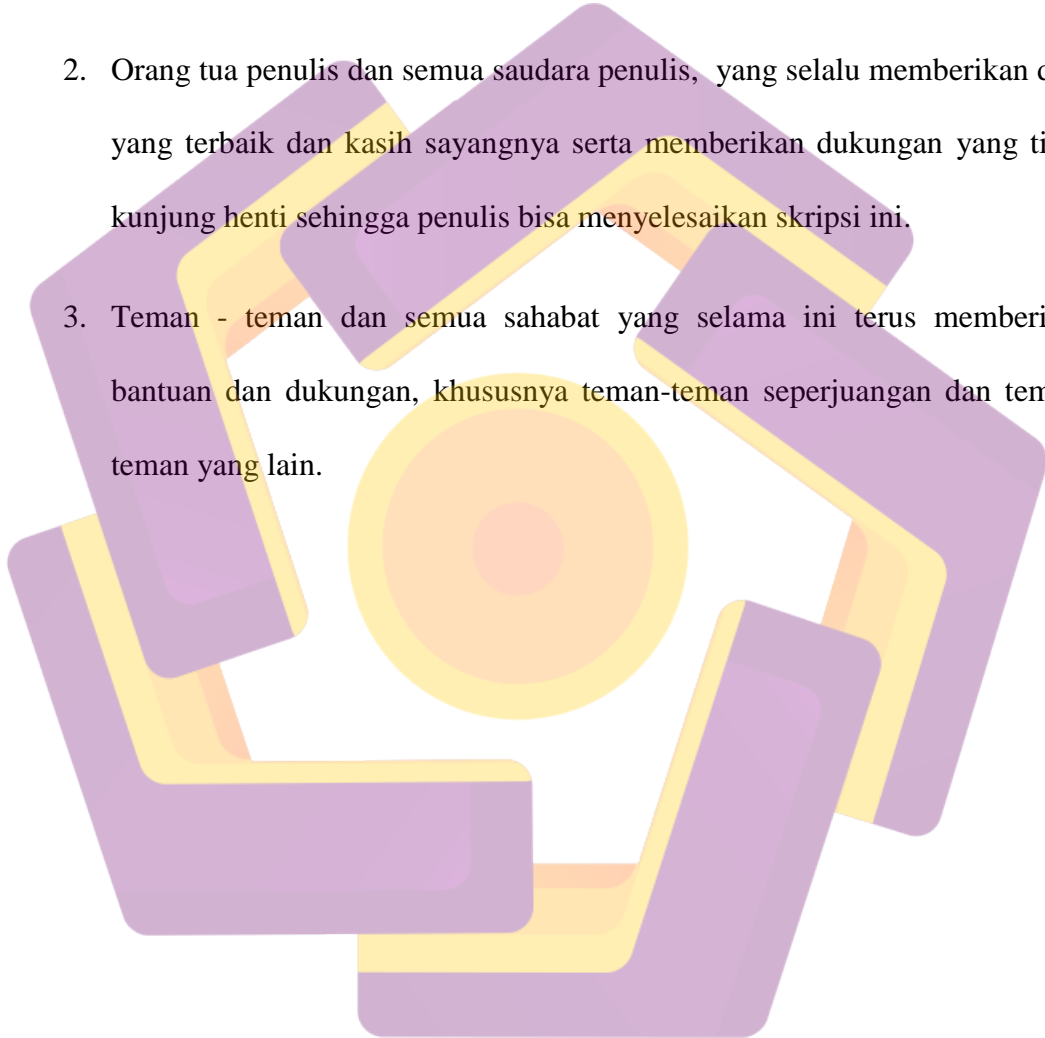 2. Orang tua penulis dan semua saudara penulis, yang selalu memberikan
yang terbaik dan kasih sayangnya serta memberikan dukungan yang
kunjung henti sehingga penulis bisa menyelesaikan skripsi ini.
3. Teman - teman dan semua sahabat yang selama ini terus
bantuan dan dukungan, khususnya teman-teman seperjuangan dan
teman yang lain.